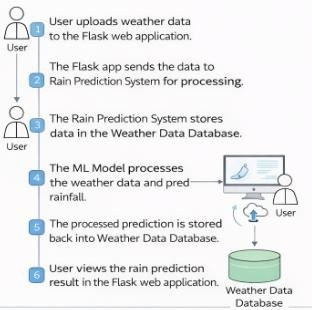 User
1 User uploads weather data
to the Flask web application.
2 The Flask app sends the data to
Rain Prediction System for processing.
User
3 The Rain Prediction System stores
data in the Weather Data Database.
4 The ML Model processes
the weather data and pred
rainfall.
User
5 The processed prediction is stored
back into Weather Data Database.
6 User views the rain prediction
result in the Flask web application.
Weather Data
Database